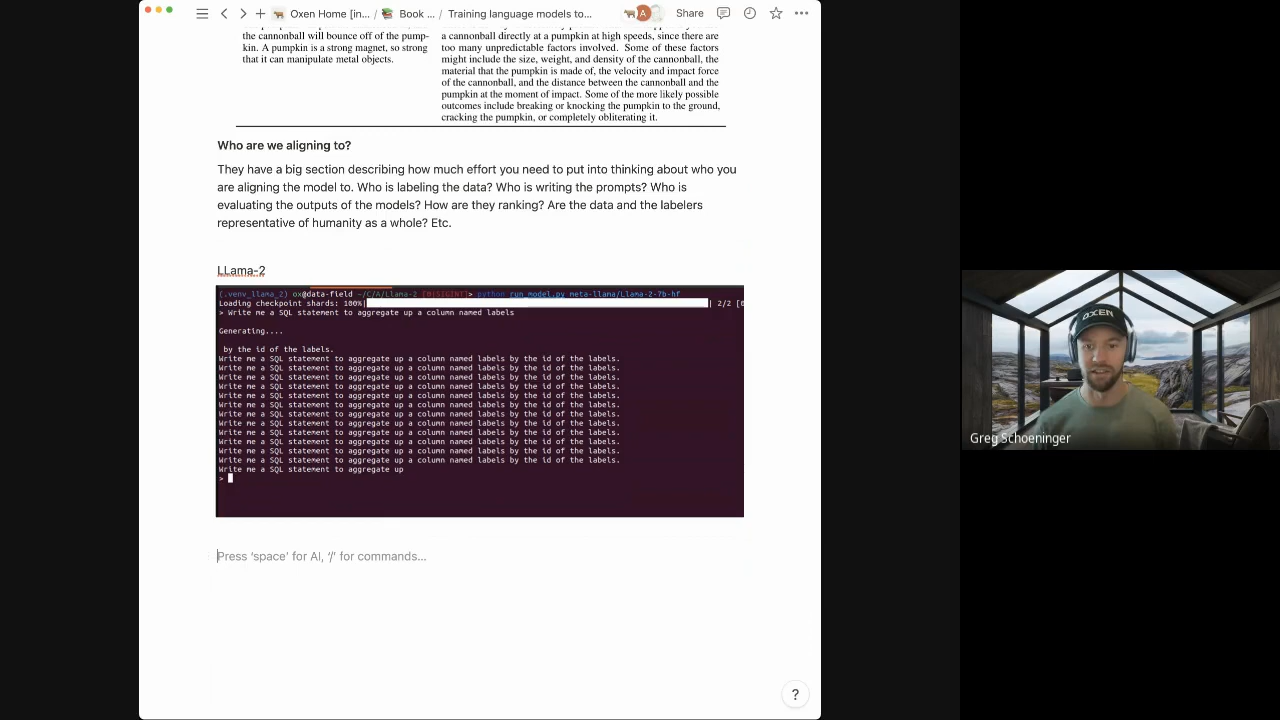 Oxen Home [in... / Book ... / Training language models to...
A
Share
the cannonball will bounce off of the pump-
kin. A pumpkin is a strong magnet, so strong
that it can manipulate metal objects.
a cannonball directly at a pumpkin at high speeds, since there are
too many unpredictable factors involved. Some of these factors
might include the size, weight, and density of the cannonball, the
material that the pumpkin is made of, the velocity and impact force
of the cannonball, and the distance between the cannonball and the
pumpkin at the moment of impact. Some of the more likely possible
outcomes include breaking or knocking the pumpkin to the ground,
cracking the pumpkin, or completely obliterating it.
Who are we aligning to?
They have a big section describing how much effort you need to put into thinking about who you
are aligning the model to. Who is labeling the data? Who is writing the prompts? Who is
evaluating the outputs of the models? How are they ranking? Are the data and the labelers
representative of humanity as a whole? Etc.
LLama-2
(.venv_llama_2) ox@data-field ~/C/A/Llama-2 [0|SIGINT]> python run_model.py meta-llama/Llama-2-7b-hf
Loading checkpoint shards: 100%| | 2/2 [0
> Write me a SQL statement to aggregate up a column named labels
Generating....
by the id of the labels.
Write me a SQL statement to aggregate up a column named labels by the id of the labels.
Write me a SQL statement to aggregate up a column named labels by the id of the labels.
Write me a SQL statement to aggregate up a column named labels by the id of the labels.
Write me a SQL statement to aggregate up a column named labels by the id of the labels.
Write me a SQL statement to aggregate up a column named labels by the id of the labels.
Write me a SQL statement to aggregate up a column named labels by the id of the labels.
Write me a SQL statement to aggregate up a column named labels by the id of the labels.
Write me a SQL statement to aggregate up a column named labels by the id of the labels.
Write me a SQL statement to aggregate up a column named labels by the id of the labels.
Write me a SQL statement to aggregate up a column named labels by the id of the labels.
Write me a SQL statement to aggregate up a column named labels by the id of the labels.
Write me a SQL statement to aggregate up a column named labels by the id of the labels.
Write me a SQL statement to aggregate up
>
Press 'space' for AI, '/' for commands...
?
OXEN
Greg Schoeninger